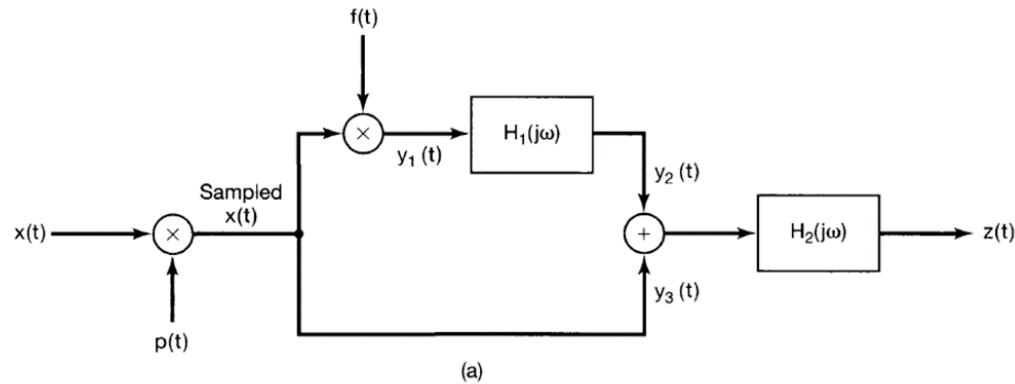 f(t)
×
H₁(jω)
y₁ (t)
y₂ (t)
Sampled
x(t)
x(t)
×
+
H₂(jω)
z(t)
y₃ (t)
p(t)
(a)